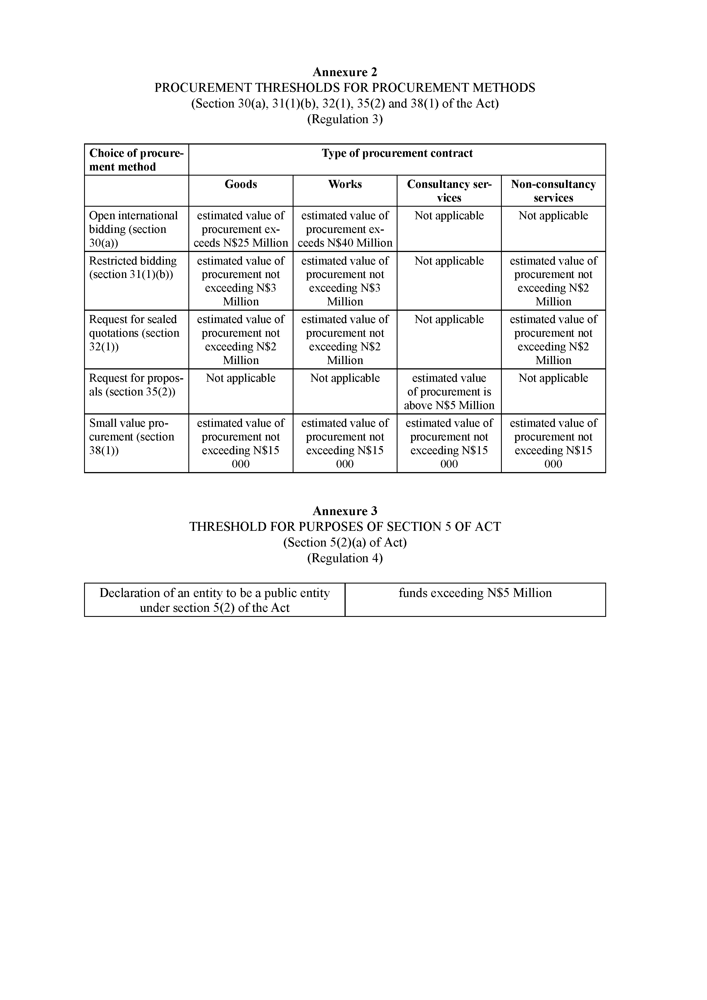 Annexure 2
PROCUREMENT THRESHOLDS FOR PROCUREMENT METHODS
(Section 30(a), 31(1)(b), 32(1), 35(2) and 38(1) of the Act)
(Regulation 3)
Choice of procure-
ment method
Type of procurement contract
Goods
Works
Consultancy ser-
vices
Non-consultancy
services
Open international
bidding (section
30(a))
estimated value of
procurement ex-
ceeds N$25 Million
estimated value of
procurement ex-
ceeds N$40 Million
Not applicable
Not applicable
Restricted bidding
(section 31(1)(b))
estimated value of
procurement not
exceeding N$3
Million
estimated value of
procurement not
exceeding N$3
Million
Not applicable
estimated value of
procurement not
exceeding N$2
Million
Request for sealed
quotations (section
32(1))
estimated value of
procurement not
exceeding N$2
Million
estimated value of
procurement not
exceeding N$2
Million
Not applicable
estimated value of
procurement not
exceeding N$2
Million
Request for propos-
als (section 35(2))
Not applicable
Not applicable
estimated value
of procurement is
above N$5 Million
Not applicable
Small value pro-
curement (section
38(1))
estimated value of
procurement not
exceeding N$15
000
estimated value of
procurement not
exceeding N$15
000
estimated value of
procurement not
exceeding N$15
000
estimated value of
procurement not
exceeding N$15
000
Annexure 3
THRESHOLD FOR PURPOSES OF SECTION 5 OF ACT
(Section 5(2)(a) of Act)
(Regulation 4)
Declaration of an entity to be a public entity
under section 5(2) of the Act
funds exceeding N$5 Million